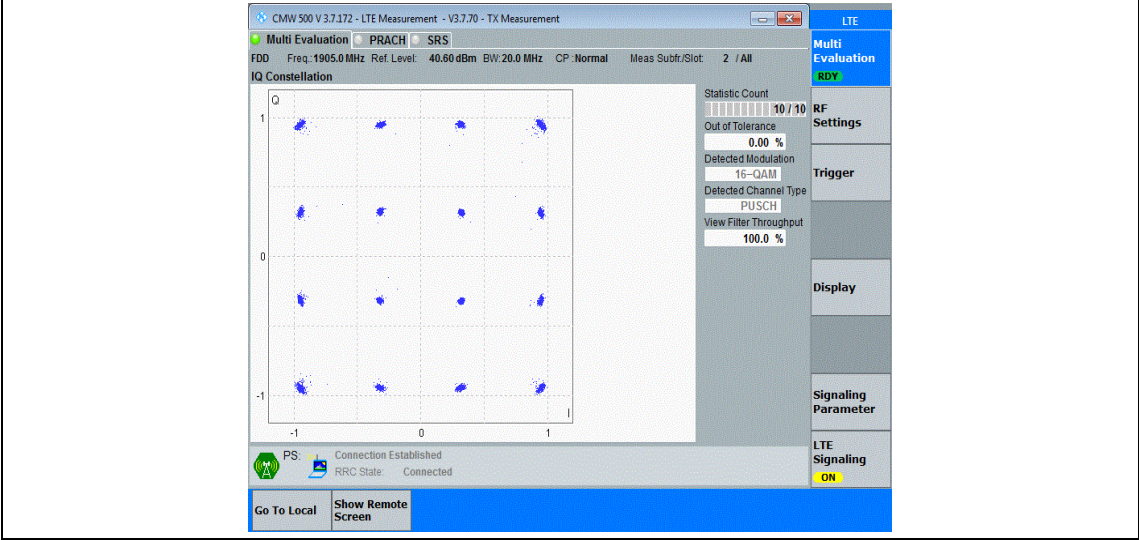 CMW 500 V 3.7.172 - LTE Measurement - V3.7.70 - TX Measurement
LTE
Multi Evaluation PRACH SRS
Multi
Evaluation
RDY
FDD Freq.:1905.0 MHz Ref. Level: 40.60 dBm BW:20.0 MHz CP :Normal Meas Subfr./Slot: 2 / All
IQ Constellation
Q
1
0
-1
I
-1 0 1
Statistic Count
10 / 10
Out of Tolerance
0.00 %
Detected Modulation
16-QAM
Detected Channel Type
PUSCH
View Filter Throughput
100.0 %
RF
Settings
Trigger
Display
Signaling
Parameter
LTE
Signaling
ON
PS: Connection Established
RRC State: Connected
Go To Local
Show Remote
Screen